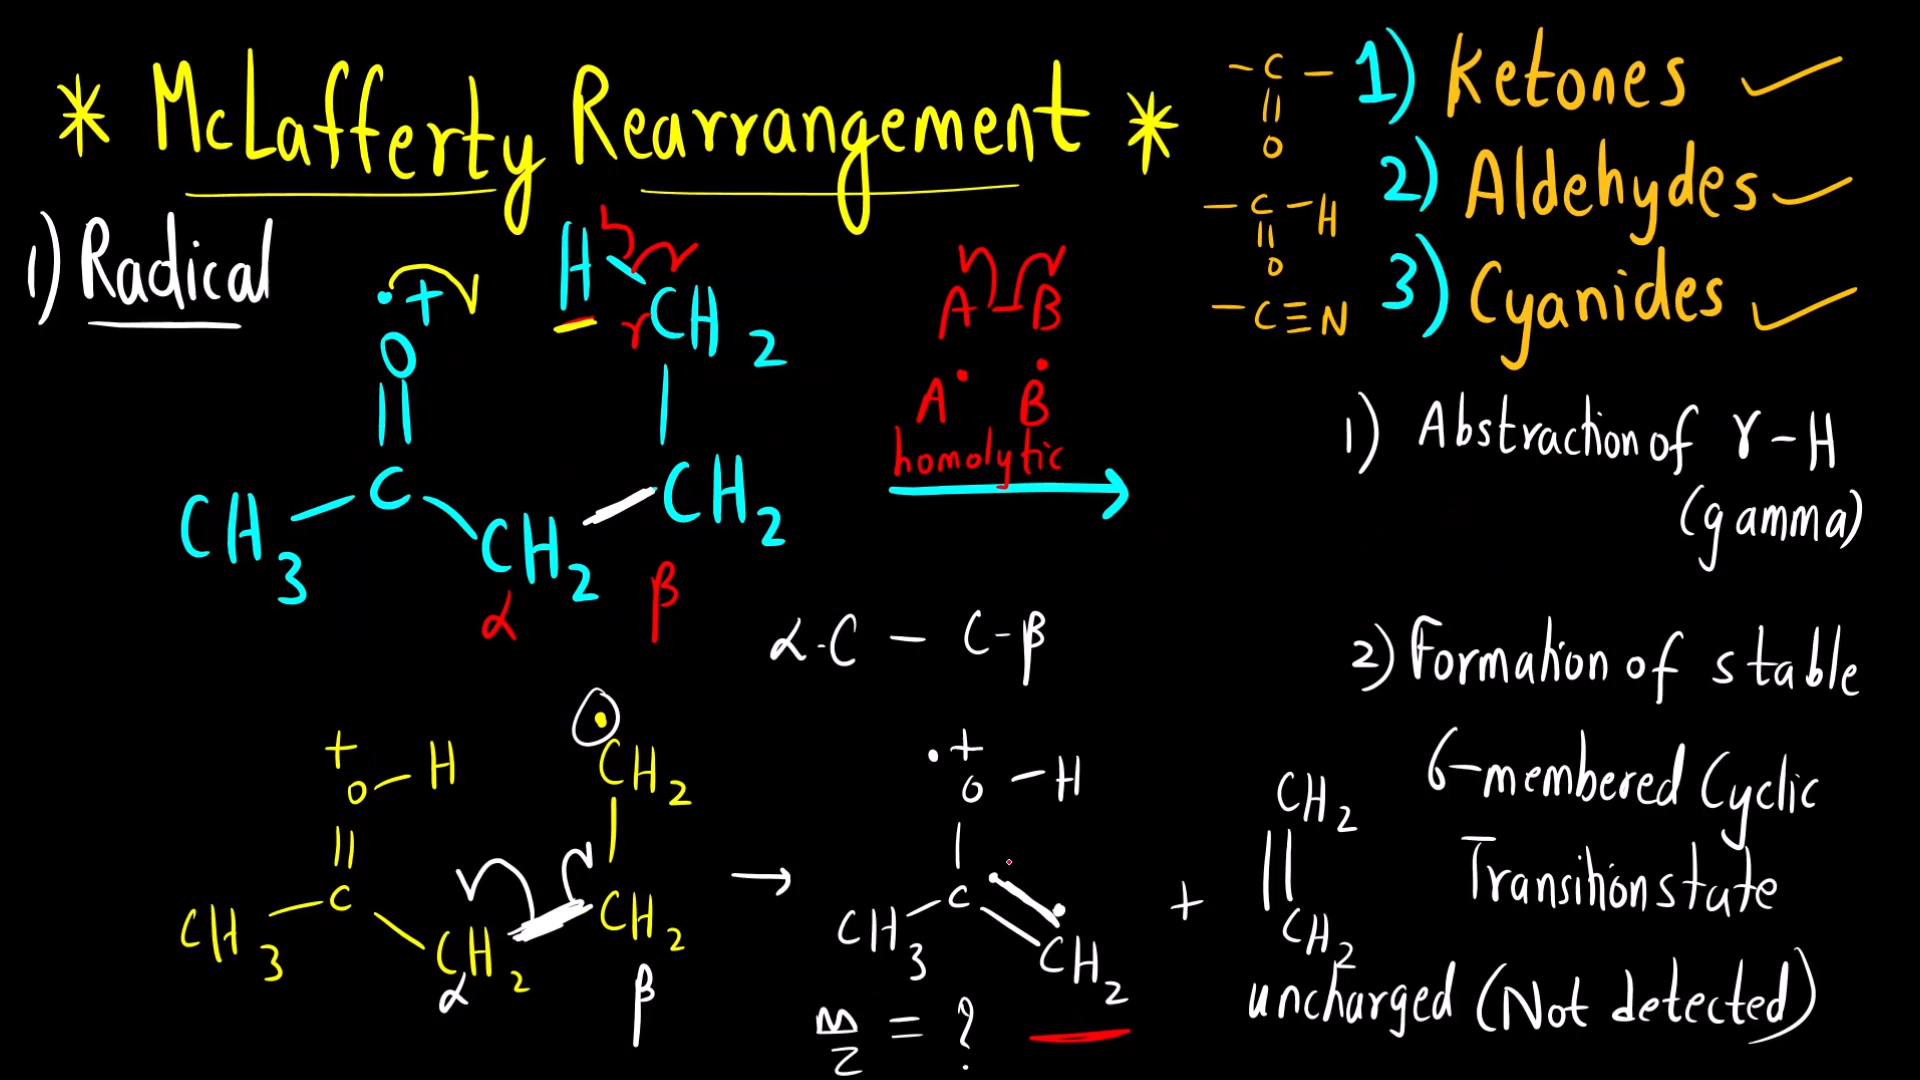 * McLafferty Rearrangement *
1) Radical
-C- 1) Ketones ✓
||
O
2) Aldehydes ✓
-C-H
||
O
3) Cyanides ✓
-C≡N
•+
O
||
CH3-C-CH2-CH2
α β
H-CH2
r
A-B
A• B•
homolytic
→
1) Abstraction of r-H
(gamma)
α-C - C-β
2) Formation of stable
6-membered Cyclic
Transition state
+
O-H
||
CH3-C-CH2-CH2
α β
•CH2
→
•+
O-H
|
CH3-C=CH2
m/z = ?
+
CH2
||
CH2
uncharged (Not detected)